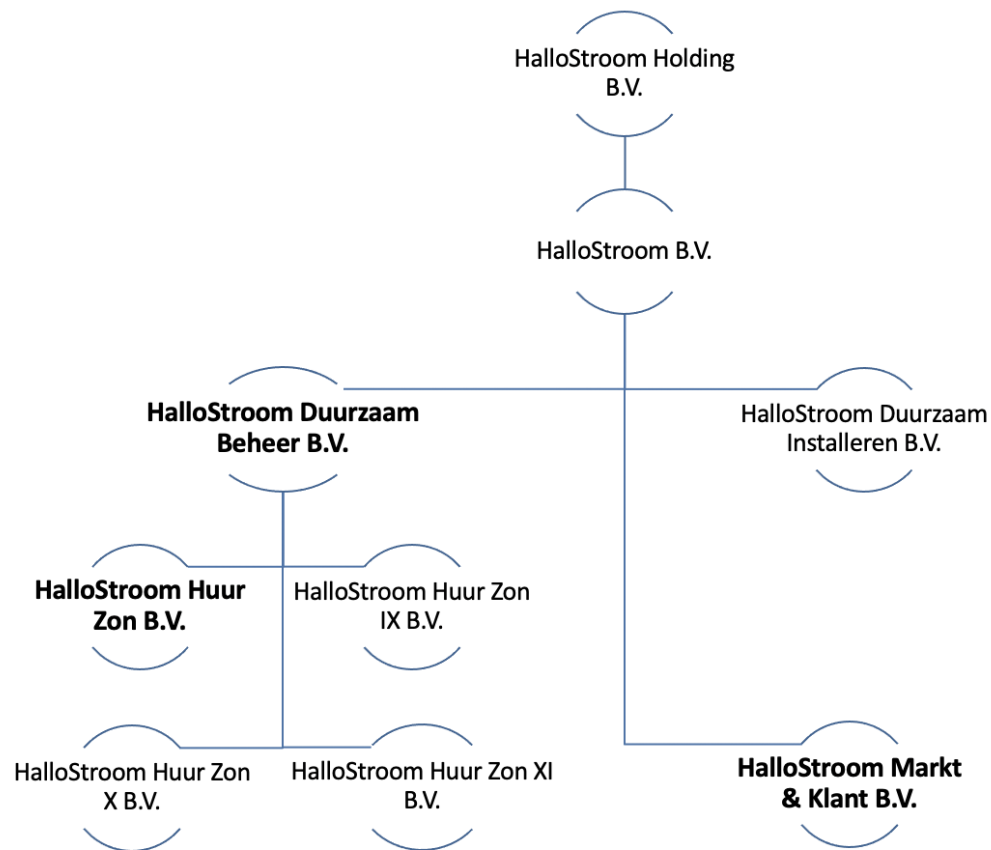 HalloStroom Holding
B.V.
HalloStroom B.V.
HalloStroom Duurzaam
Beheer B.V.
HalloStroom Duurzaam
Installeren B.V.
HalloStroom Huur
Zon B.V.
HalloStroom Huur Zon
IX B.V.
HalloStroom Huur Zon
X B.V.
HalloStroom Huur Zon XI
B.V.
HalloStroom Markt
& Klant B.V.